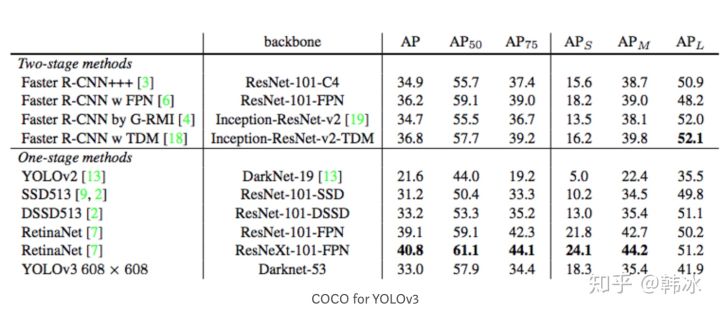 backbone AP AP50 AP75 APS APM APL
Two-stage methods
Faster R-CNN+++ [3] ResNet-101-C4 34.9 55.7 37.4 15.6 38.7 50.9
Faster R-CNN w FPN [6] ResNet-101-FPN 36.2 59.1 39.0 18.2 39.0 48.2
Faster R-CNN by G-RMI [4] Inception-ResNet-v2 [19] 34.7 55.5 36.7 13.5 38.1 52.0
Faster R-CNN w TDM [18] Inception-ResNet-v2-TDM 36.8 57.7 39.2 16.2 39.8 52.1
One-stage methods
YOLOv2 [13] DarkNet-19 [13] 21.6 44.0 19.2 5.0 22.4 35.5
SSD513 [9, 2] ResNet-101-SSD 31.2 50.4 33.3 10.2 34.5 49.8
DSSD513 [2] ResNet-101-DSSD 33.2 53.3 35.2 13.0 35.4 51.1
RetinaNet [7] ResNet-101-FPN 39.1 59.1 42.3 21.8 42.7 50.2
RetinaNet [7] ResNeXt-101-FPN 40.8 61.1 44.1 24.1 44.2 51.2
YOLOv3 608 × 608 Darknet-53 33.0 57.9 34.4 18.3 35.4 41.9
知乎 @韩冰
COCO for YOLOv3